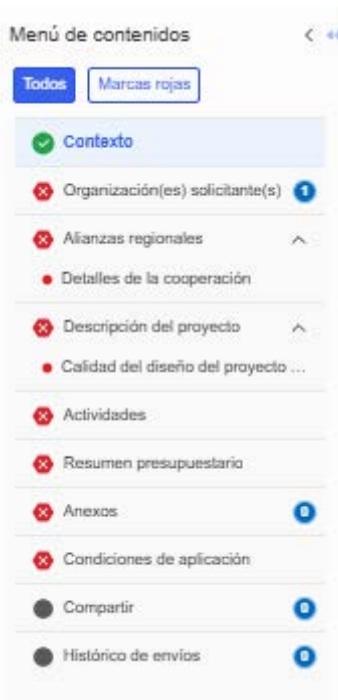 Menú de contenidos
Todos
Marcas rojas
Contexto
Organización(es) solicitante(s) 1
Alianzas regionales
Detalles de la cooperación
Descripción del proyecto
Calidad del diseño del proyecto ...
Actividades
Resumen presupuestario
Anexos 0
Condiciones de aplicación
Compartir 0
Histórico de envíos 0